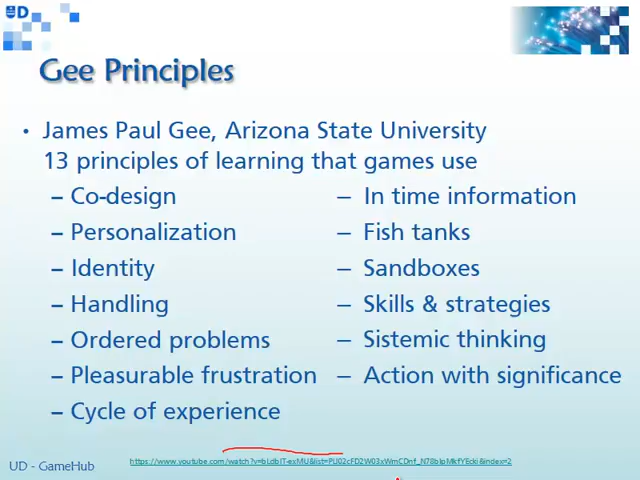 UD
Gee Principles
• James Paul Gee, Arizona State University
13 principles of learning that games use
– Co-design
– Personalization
– Identity
– Handling
– Ordered problems
– Pleasurable frustration
– Cycle of experience
– In time information
– Fish tanks
– Sandboxes
– Skills & strategies
– Sistemic thinking
– Action with significance
UD - GameHub